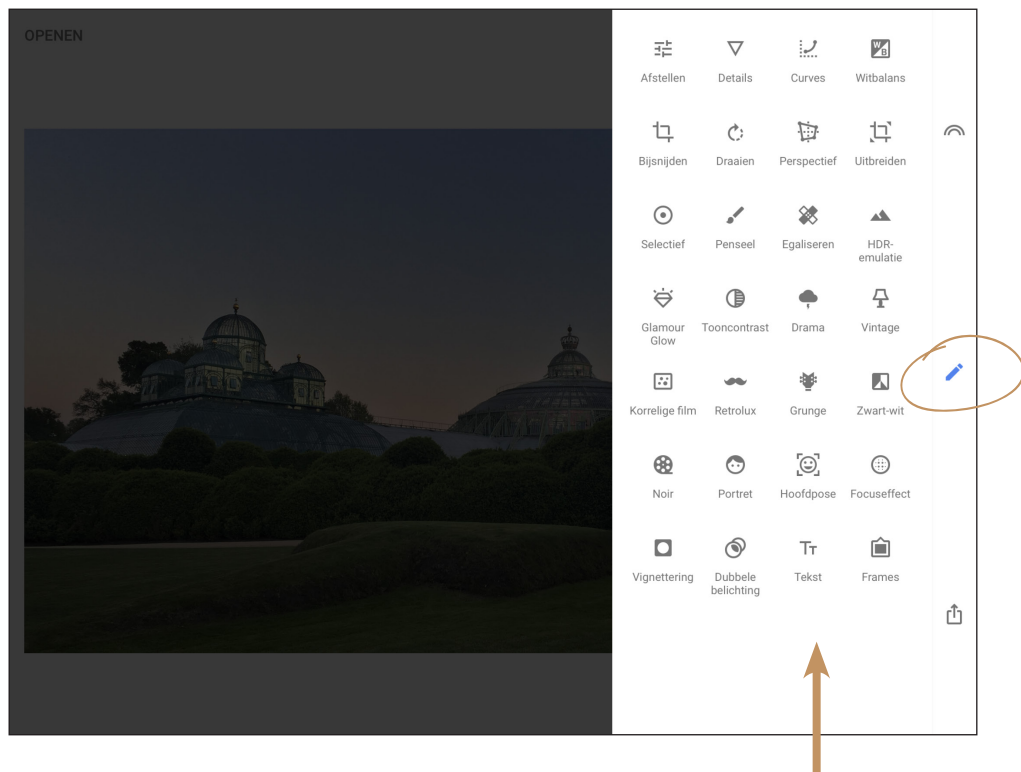 OPENEN
Afstellen
Details
Curves
Witbalans
Bijsnijden
Draaien
Perspectief
Uitbreiden
Selectief
Penseel
Egaliseren
HDR-
emulatie
Glamour
Glow
Tooncontrast
Drama
Vintage
Korrelige film
Retrolux
Grunge
Zwart-wit
Noir
Portret
Hoofdpose
Focuseffect
Vignettering
Dubbele
belichting
Tekst
Frames